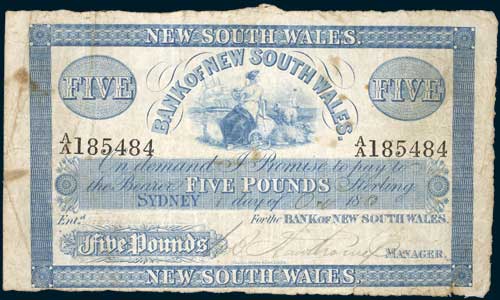 NEW SOUTH WALES.
FIVE BANK OF NEW SOUTH WALES. FIVE
A/A 185484 A/A 185484
On demand I Promise to pay to
the Bearer FIVE POUNDS Sterling
SYDNEY 1 day of 18
Ent.d For the BANK OF NEW SOUTH WALES.
Five Pounds MANAGER.
NEW SOUTH WALES.